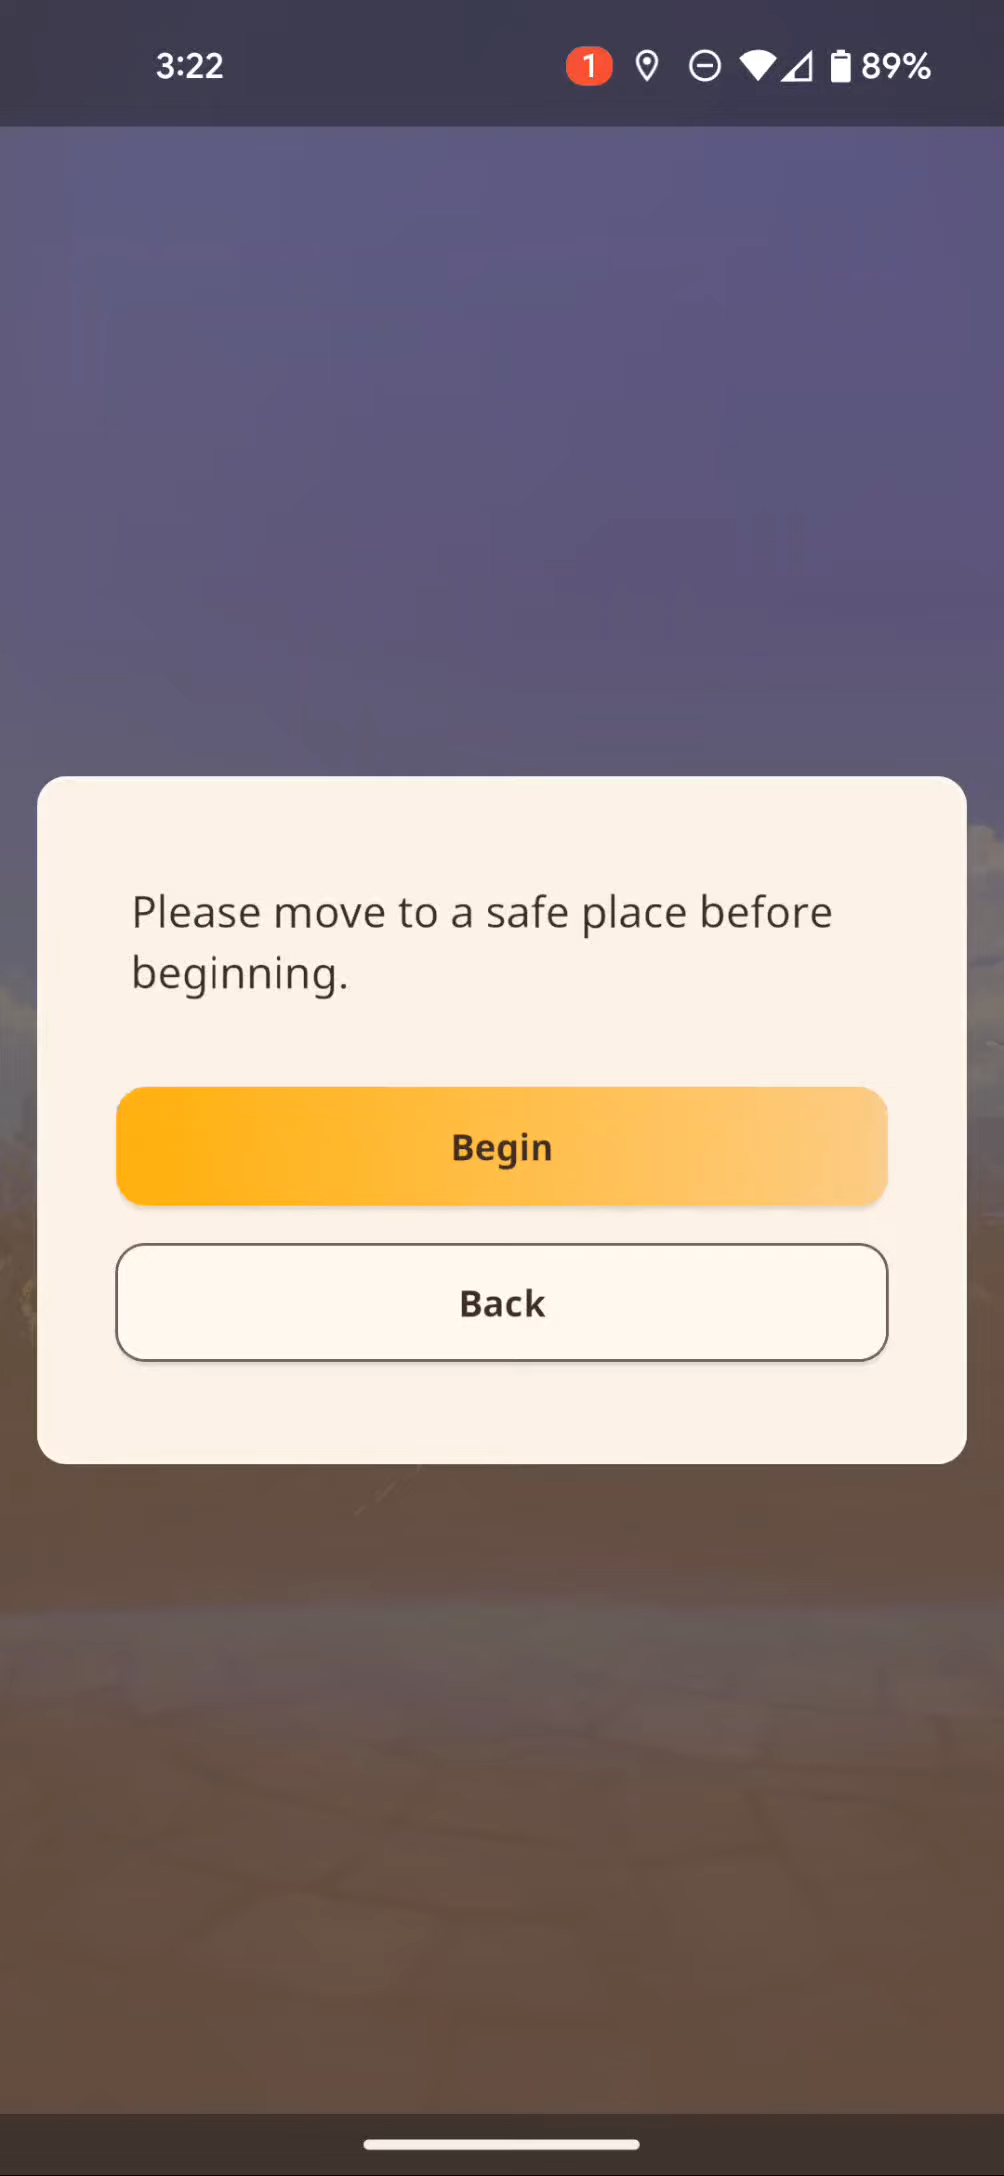 3:22
1
89%
Please move to a safe place before
beginning.
Begin
Back